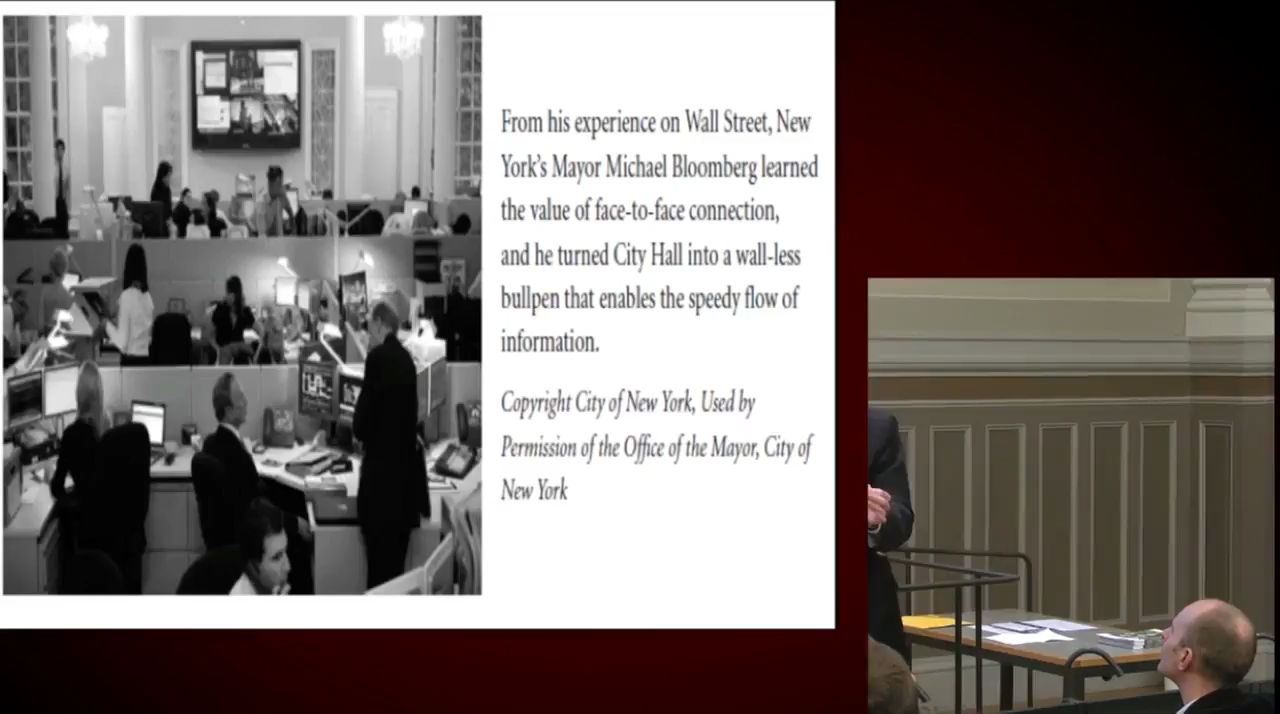 From his experience on Wall Street, New
York's Mayor Michael Bloomberg learned
the value of face-to-face connection,
and he turned City Hall into a wall-less
bullpen that enables the speedy flow of
information.
Copyright City of New York, Used by
Permission of the Office of the Mayor, City of
New York